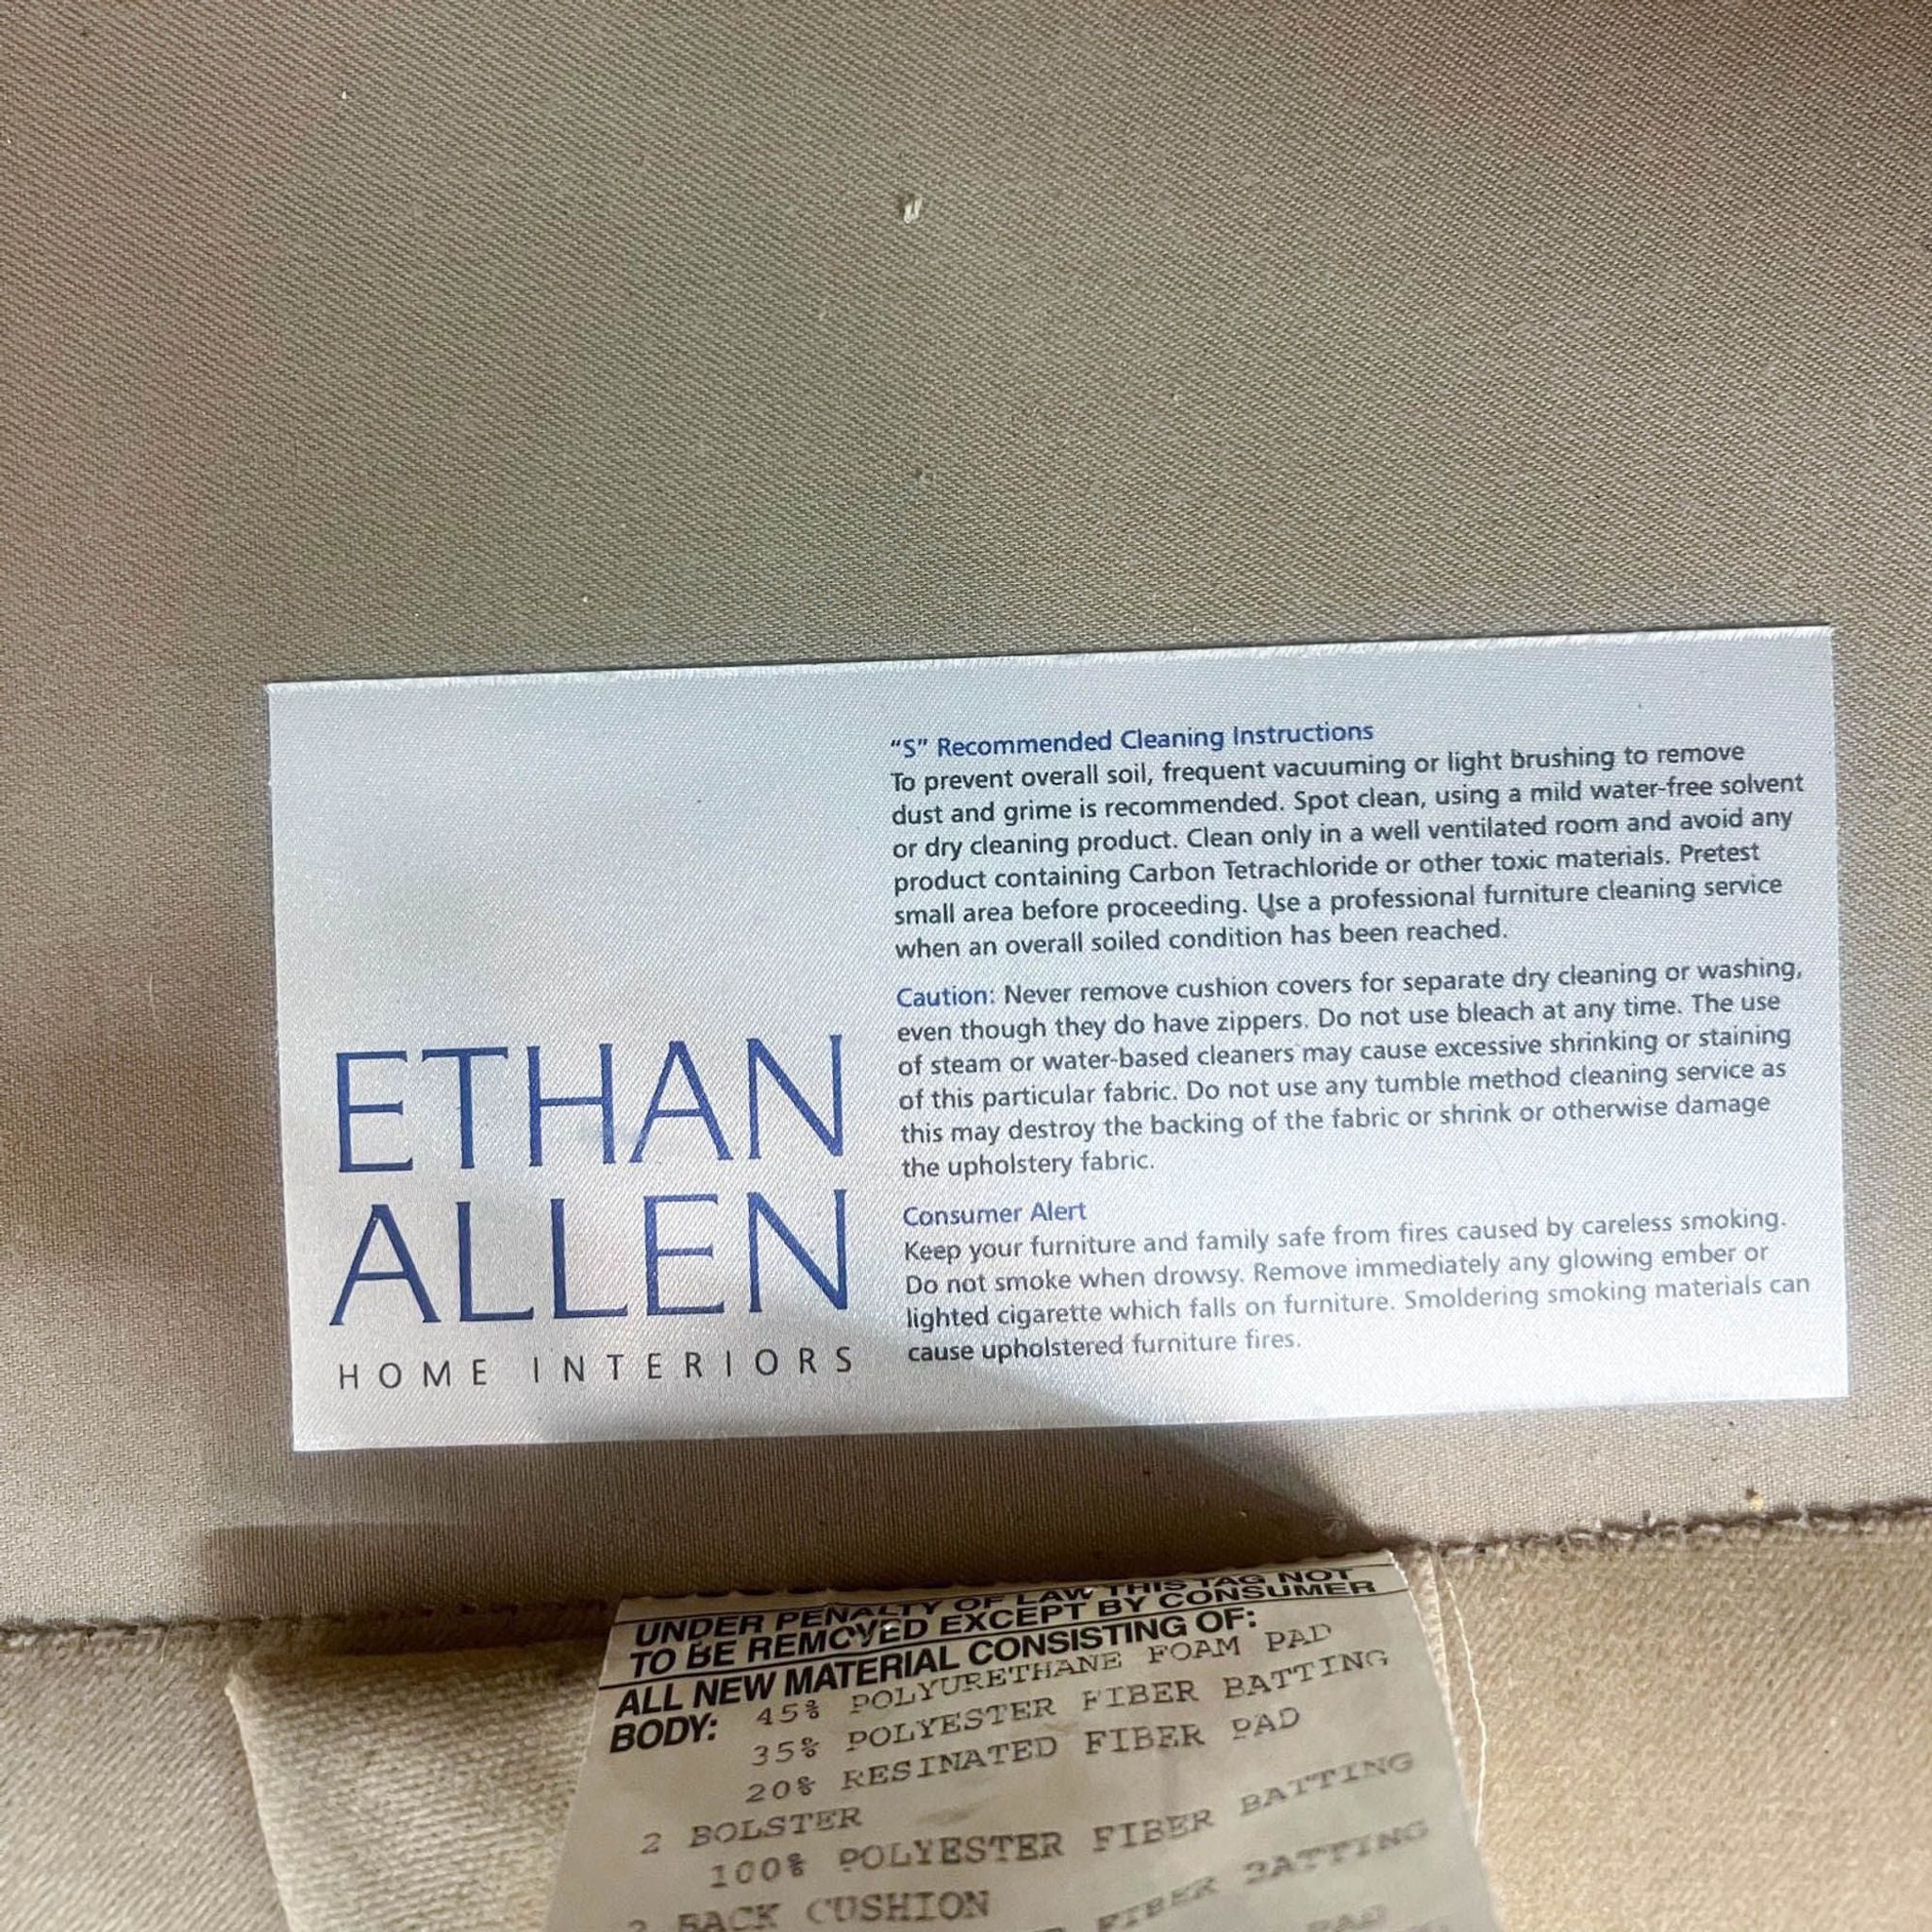 ETHAN
ALLEN
HOME INTERIORS
"S" Recommended Cleaning Instructions
To prevent overall soil, frequent vacuuming or light brushing to remove
dust and grime is recommended. Spot clean, using a mild water-free solvent
or dry cleaning product. Clean only in a well ventilated room and avoid any
product containing Carbon Tetrachloride or other toxic materials. Pretest
small area before proceeding. Use a professional furniture cleaning service
when an overall soiled condition has been reached.
Caution: Never remove cushion covers for separate dry cleaning or washing,
even though they do have zippers. Do not use bleach at any time. The use
of steam or water-based cleaners may cause excessive shrinking or staining
of this particular fabric. Do not use any tumble method cleaning service as
this may destroy the backing of the fabric or shrink or otherwise damage
the upholstery fabric.
Consumer Alert
Keep your furniture and family safe from fires caused by careless smoking.
Do not smoke when drowsy. Remove immediately any glowing ember or
lighted cigarette which falls on furniture. Smoldering smoking materials can
cause upholstered furniture fires.
UNDER PENALTY OF LAW THIS TAG NOT
TO BE REMOVED EXCEPT BY CONSUMER
ALL NEW MATERIAL CONSISTING OF:
BODY: 45% POLYURETHANE FOAM PAD
35% POLYESTER FIBER BATTING
20% RESINATED FIBER PAD
2 BOLSTER
100% POLYESTER FIBER BATTING
BACK CUSHION
FIBER BATTING
PAD